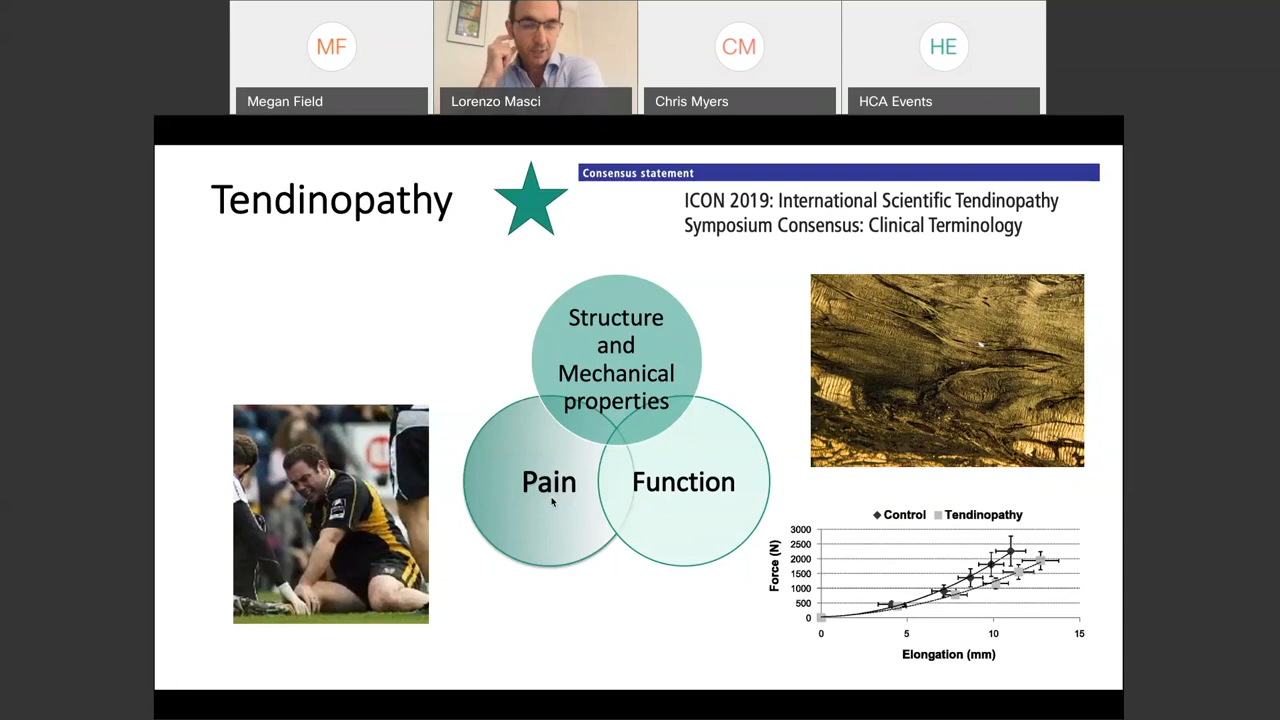 MF
CM
HE
Megan Field
Lorenzo Masci
Chris Myers
HCA Events
Tendinopathy
Consensus statement
ICON 2019: International Scientific Tendinopathy
Symposium Consensus: Clinical Terminology
Structure
and
Mechanical
properties
Pain
Function
Control
Tendinopathy
Force (N)
3000
2500
2000
1500
1000
500
0
0
5
10
15
Elongation (mm)